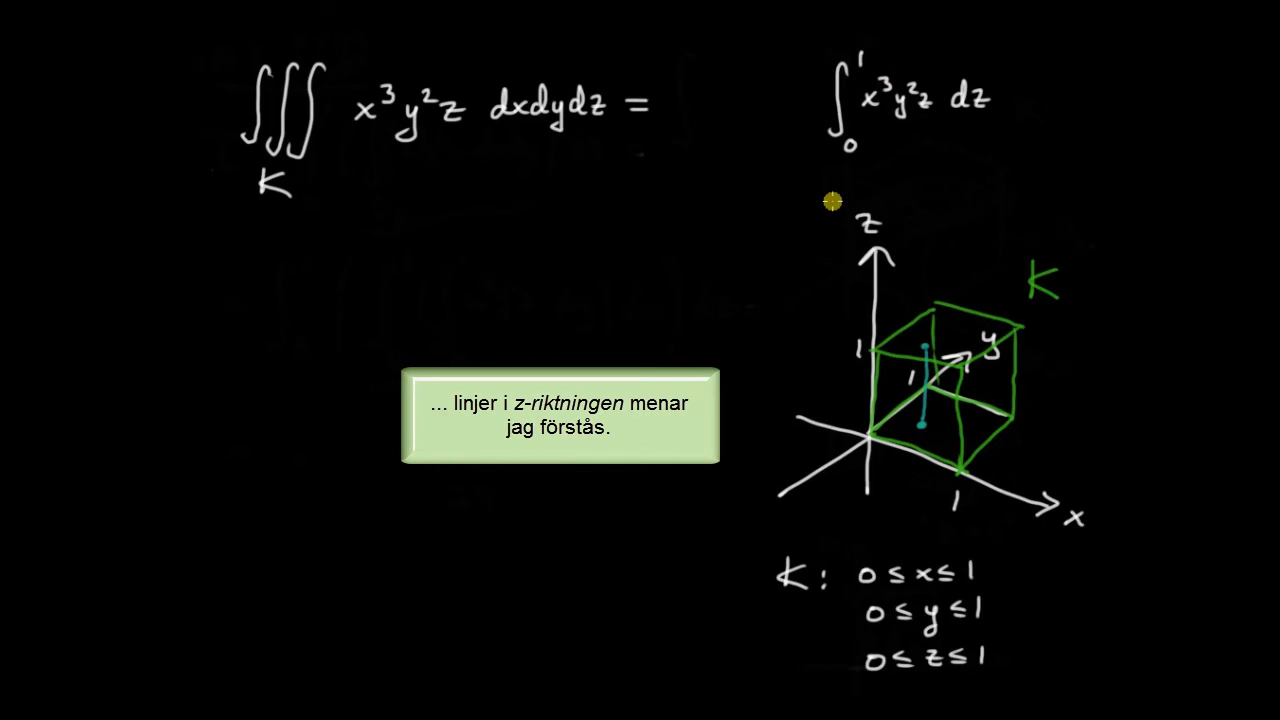 ∭ x³y²z dxdydz =
K
∫₀¹ x³y²z dz
z
K
y
1
1
... linjer i z-riktningen menar
jag förstås.
1
x
K: 0 ≤ x ≤ 1
0 ≤ y ≤ 1
0 ≤ z ≤ 1